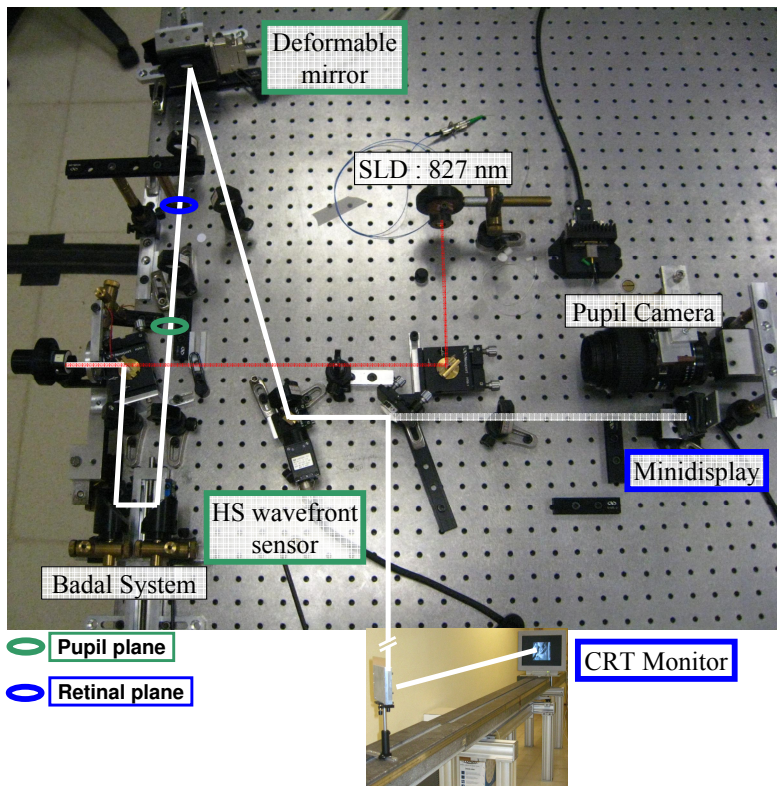 Deformable
mirror
SLD : 827 nm
Pupil Camera
Minidisplay
HS wavefront
sensor
Badal System
Pupil plane
Retinal plane
CRT Monitor